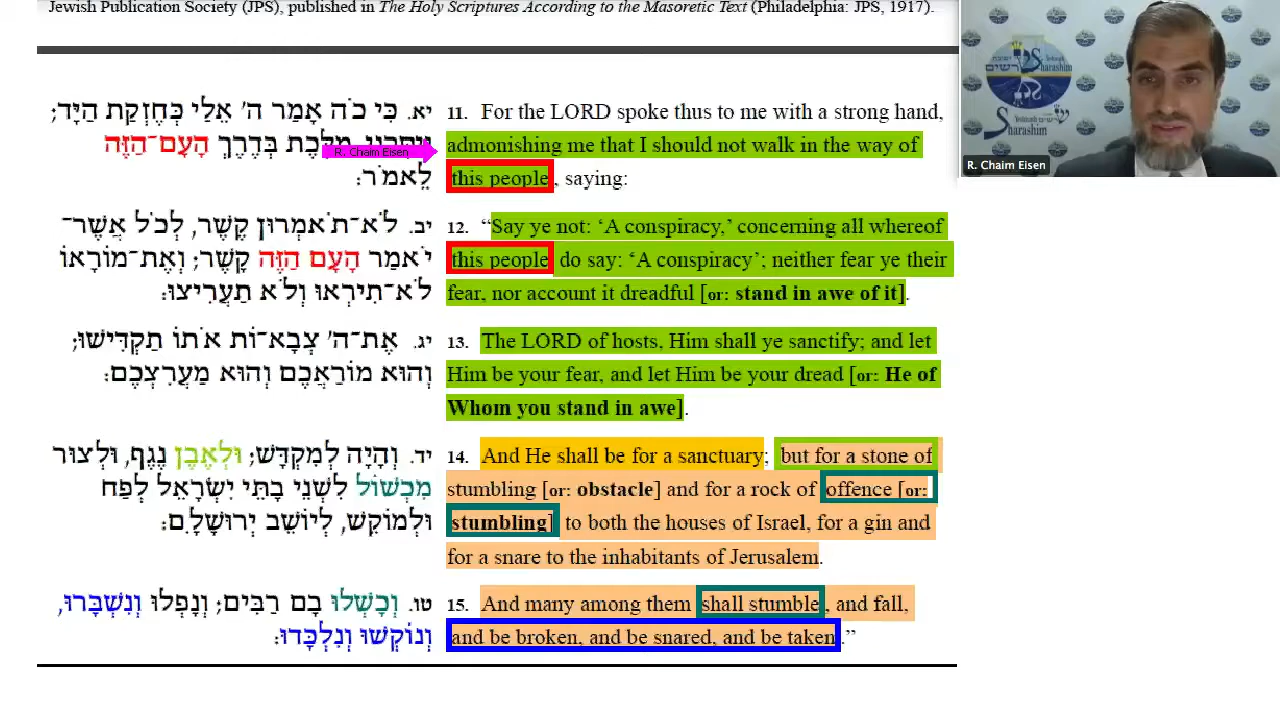 Jewish Publication Society (JPS), published in The Holy Scriptures According to the Masoretic Text (Philadelphia: JPS, 1917).
יא. כִּי כֹה אָמַר ה' אֵלַי כְּחֶזְקַת הַיָּד;
מִלֶּכֶת בְּדֶרֶךְ הָעָם־הַזֶּה
לֵאמֹר:
11. For the LORD spoke thus to me with a strong hand,
admonishing me that I should not walk in the way of
this people, saying:
R. Chaim Eisen
יב. לֹא־תֹאמְרוּן קֶשֶׁר, לְכֹל אֲשֶׁר־
יֹאמַר הָעָם הַזֶּה קָשֶׁר; וְאֶת־מוֹרָאוֹ
לֹא־תִירְאוּ וְלֹא תַעֲרִיצוּ:
12. “Say ye not: ‘A conspiracy,’ concerning all whereof
this people do say: ‘A conspiracy’; neither fear ye their
fear, nor account it dreadful [or: stand in awe of it].
יג. אֶת־ה' צְבָא־וֹת אֹתוֹ תַקְדִּישׁוּ;
וְהוּא מוֹרַאֲכֶם וְהוּא מַעֲרִצְכֶם:
13. The LORD of hosts, Him shall ye sanctify; and let
Him be your fear, and let Him be your dread [or: He of
Whom you stand in awe].
יד. וְהָיָה לְמִקְדָּשׁ; וּלְאֶבֶן נֶגֶף, וּלְצוּר
מִכְשׁוֹל לִשְׁנֵי בָתֵּי יִשְׂרָאֵל לְפַח
וּלְמוֹקֵשׁ, לְיוֹשֵׁב יְרוּשָׁלָ͏ִם:
14. And He shall be for a sanctuary; but for a stone of
stumbling [or: obstacle] and for a rock of offence [or:
stumbling] to both the houses of Israel, for a gin and
for a snare to the inhabitants of Jerusalem.
טו. וְכָשְׁלוּ בָם רַבִּים; וְנָפְלוּ וְנִשְׁבָּרוּ,
וְנוֹקְשׁוּ וְנִלְכָּדוּ:
15. And many among them shall stumble, and fall,
and be broken, and be snared, and be taken.”
Sharashim
Sharashim
R. Chaim Eisen